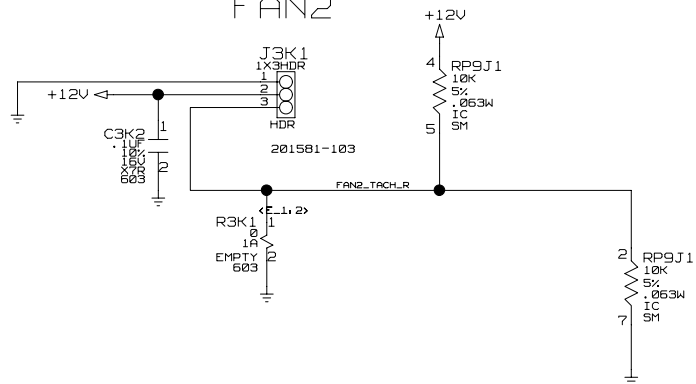 FAN2
+12V
J3K1
1X3HDR
1
2
3
HDR
+12V
201581-103
C3K2
.1UF
10%
16V
X7R
603
1
2
4
5
RP9J1
10K
5%
.063W
IC
SM
FAN2_TACH_R
<E_1,2>
R3K1
0
1A
EMPTY
603
1
2
2
7
RP9J1
10K
5%
.063W
IC
SM